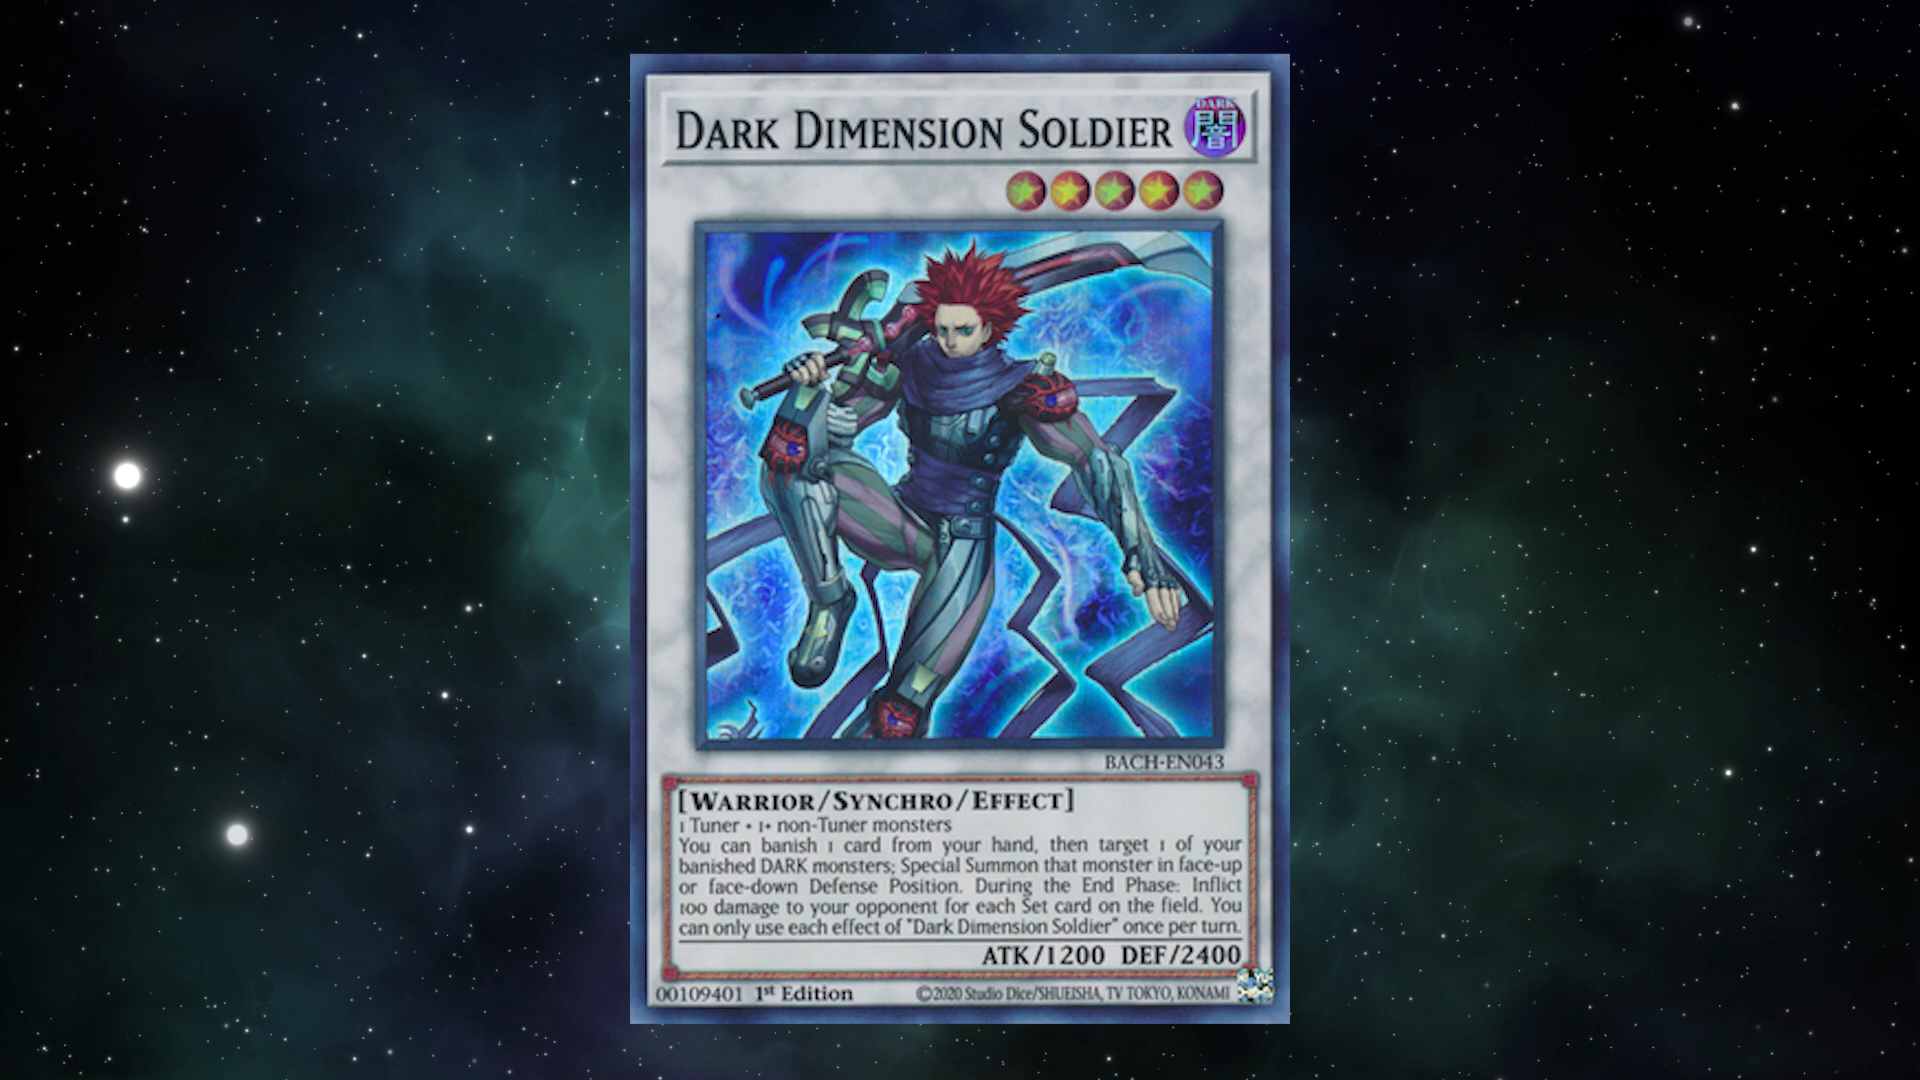 DARK DIMENSION SOLDIER
DARK
闇
BACH-EN043
[WARRIOR/SYNCHRO/EFFECT]
1 Tuner + 1+ non-Tuner monsters
You can banish 1 card from your hand, then target 1 of your
banished DARK monsters; Special Summon that monster in face-up
or face-down Defense Position. During the End Phase: Inflict
100 damage to your opponent for each Set card on the field. You
can only use each effect of "Dark Dimension Soldier" once per turn.
ATK/1200 DEF/2400
00109401 1st Edition ©2020 Studio Dice/SHUEISHA, TV TOKYO, KONAMI